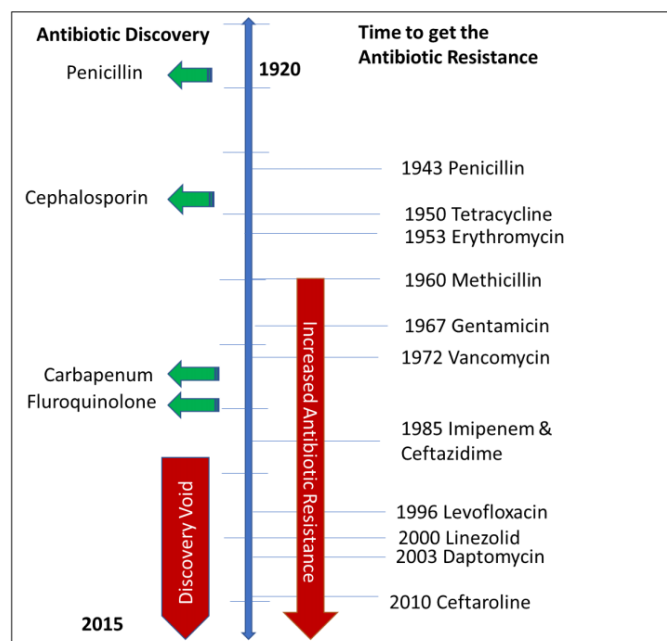 Antibiotic Discovery
Time to get the
Antibiotic Resistance
Penicillin
1920
1943 Penicillin
Cephalosporin
1950 Tetracycline
1953 Erythromycin
1960 Methicillin
Increased Antibiotic Resistance
1967 Gentamicin
1972 Vancomycin
Carbapenum
Fluroquinolone
1985 Imipenem &
Ceftazidime
Discovery Void
1996 Levofloxacin
2000 Linezolid
2003 Daptomycin
2010 Ceftaroline
2015